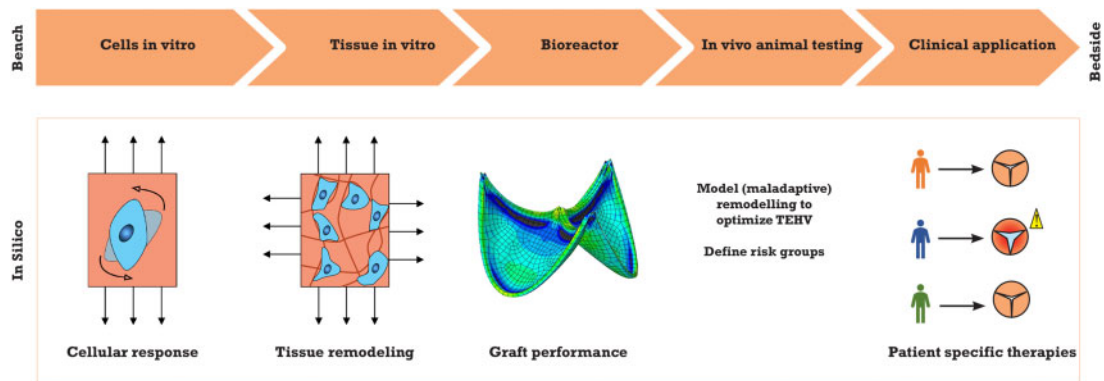 Bench
Cells in vitro
Tissue in vitro
Bioreactor
In vivo animal testing
Clinical application
Bedside
In Silico
Model (maladaptive)
remodelling to
optimize TEHV
Define risk groups
Cellular response
Tissue remodeling
Graft performance
Patient specific therapies